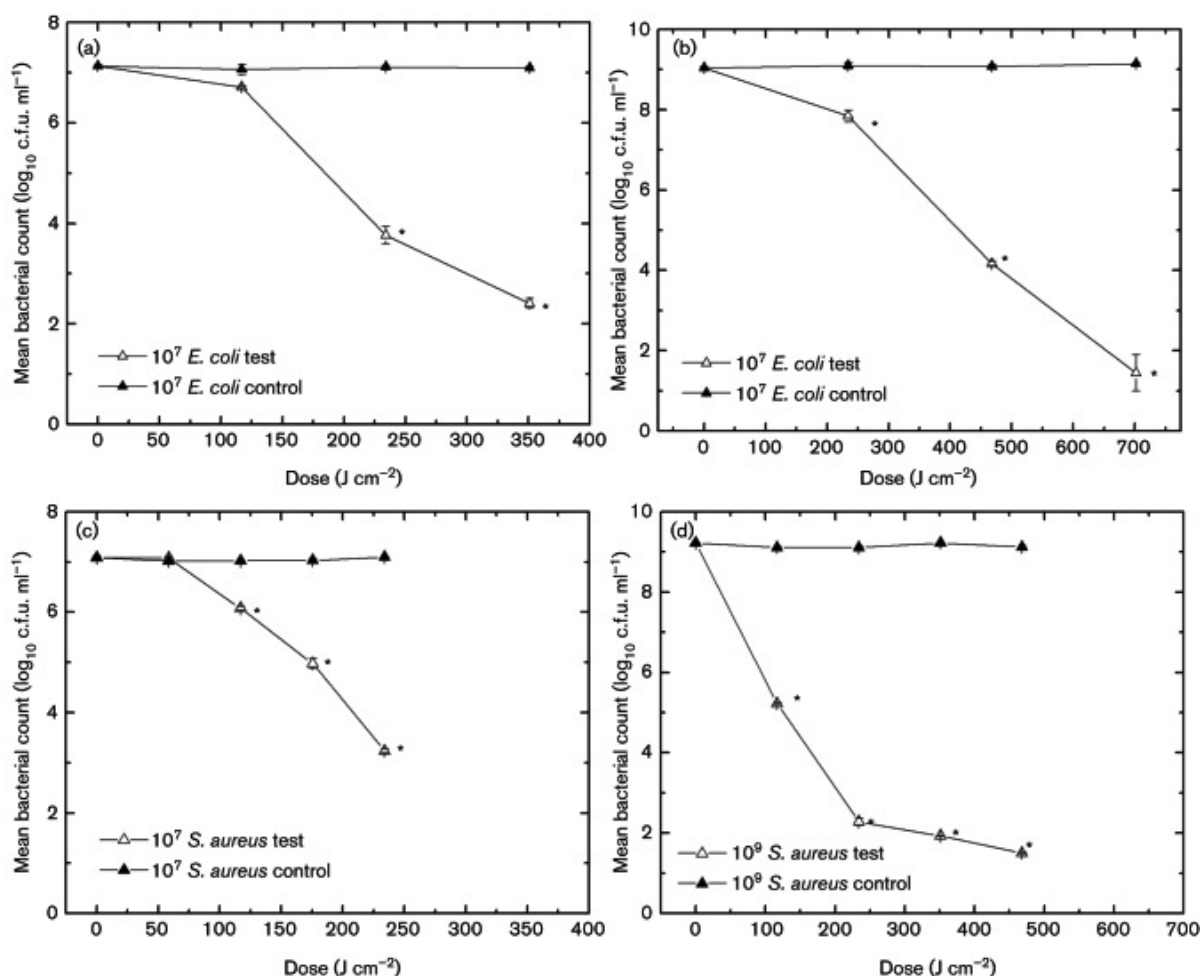 (a)
8
6
4
2
0
Mean bacterial count (log₁₀ c.f.u. ml⁻¹)
*
*
10⁷ E. coli test
10⁷ E. coli control
0 50 100 150 200 250 300 350 400
Dose (J cm⁻²)
(b)
10
8
6
4
2
0
Mean bacterial count (log₁₀ c.f.u. ml⁻¹)
*
*
*
10⁷ E. coli test
10⁷ E. coli control
0 100 200 300 400 500 600 700
Dose (J cm⁻²)
(c)
8
6
4
2
0
Mean bacterial count (log₁₀ c.f.u. ml⁻¹)
*
*
*
10⁷ S. aureus test
10⁷ S. aureus control
0 50 100 150 200 250 300 350 400
Dose (J cm⁻²)
(d)
10
8
6
4
2
0
Mean bacterial count (log₁₀ c.f.u. ml⁻¹)
*
*
*
*
10⁹ S. aureus test
10⁹ S. aureus control
0 100 200 300 400 500 600 700
Dose (J cm⁻²)